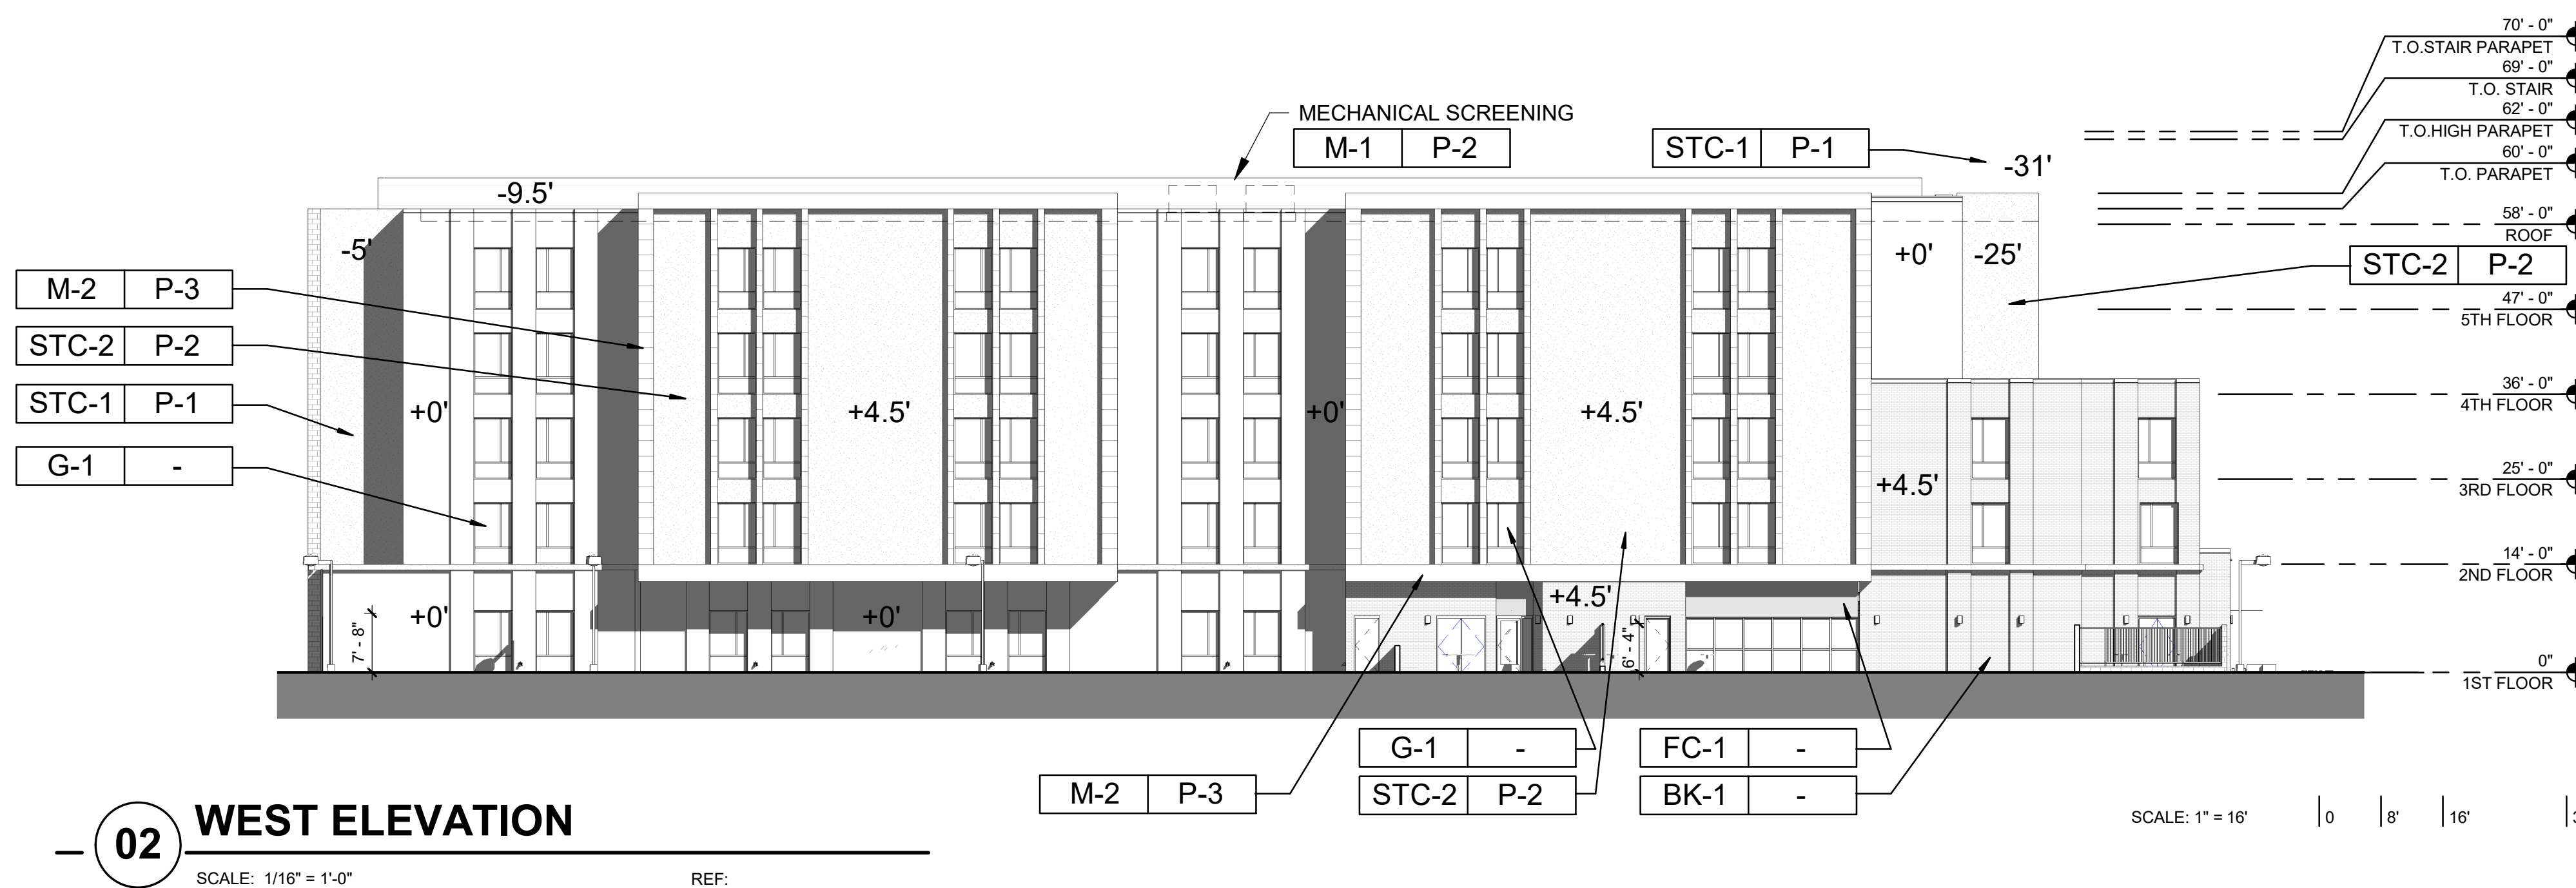 70' - 0"
T.O.STAIR PARAPET
69' - 0"
T.O. STAIR
62' - 0"
T.O.HIGH PARAPET
60' - 0"
T.O. PARAPET
58' - 0"
ROOF
47' - 0"
5TH FLOOR
36' - 0"
4TH FLOOR
25' - 0"
3RD FLOOR
14' - 0"
2ND FLOOR
0"
1ST FLOOR
MECHANICAL SCREENING
M-1 P-2
STC-1 P-1
-31'
-9.5'
-5'
+0'
-25'
STC-2 P-2
M-2 P-3
STC-2 P-2
STC-1 P-1
G-1 -
+0'
+4.5'
+0'
+4.5'
+4.5'
+0'
+0'
+4.5'
7' - 8"
6' - 4"
G-1 -
FC-1 -
M-2 P-3
STC-2 P-2
BK-1 -
02
WEST ELEVATION
SCALE: 1/16" = 1'-0"
REF:
SCALE: 1" = 16'
0
8'
16'